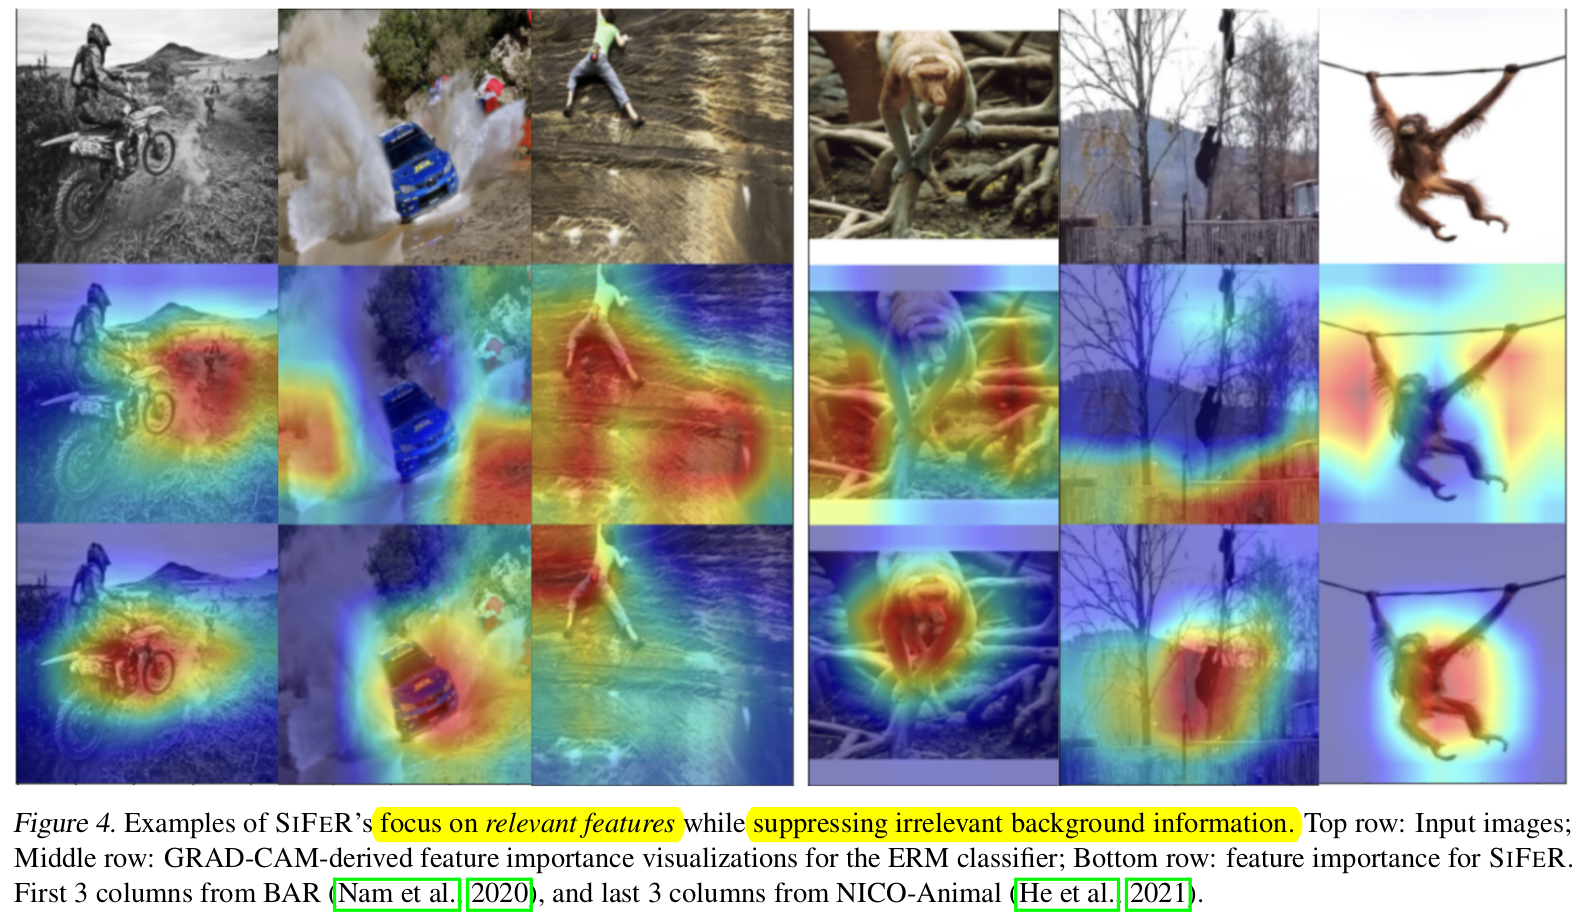 Figure 4. Examples of SIFER's focus on relevant features while suppressing irrelevant background information. Top row: Input images;
Middle row: GRAD-CAM-derived feature importance visualizations for the ERM classifier; Bottom row: feature importance for SIFER.
First 3 columns from BAR (Nam et al., 2020), and last 3 columns from NICO-Animal (He et al., 2021).